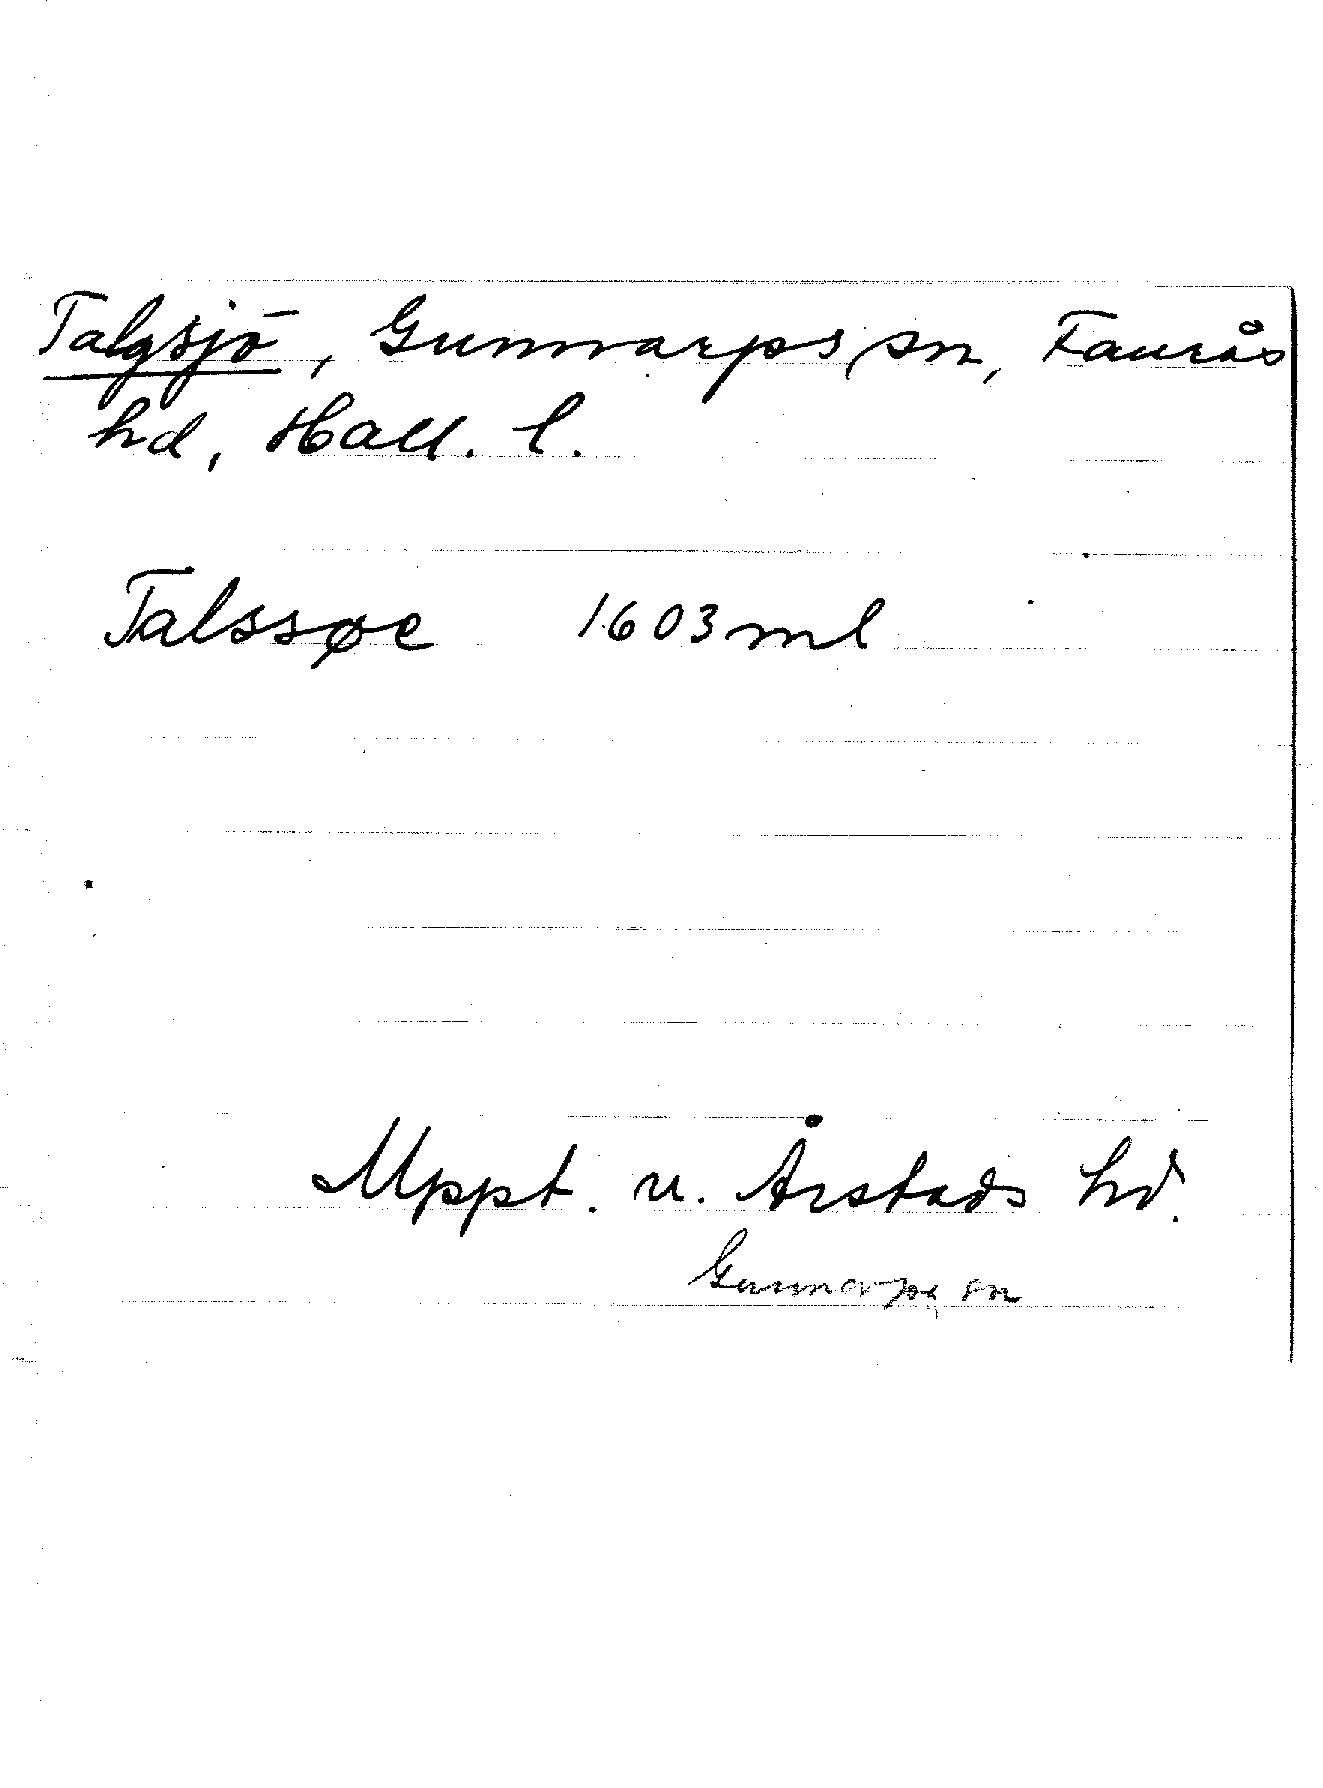 Talgsjö, Gunnarps sn, Faurås
hd, Hall. l.
Talssøe 1603 ml
Uppt. u. Årstads hd.
Gunnarps sn